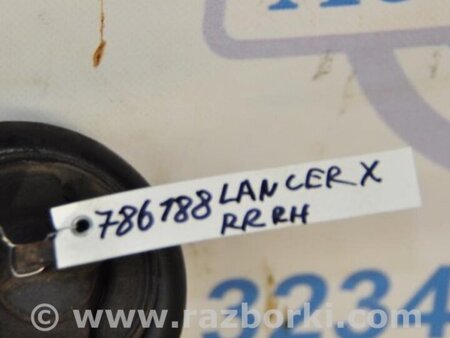 786188 LANCER X
RR RH
3234
© www.razborki.com